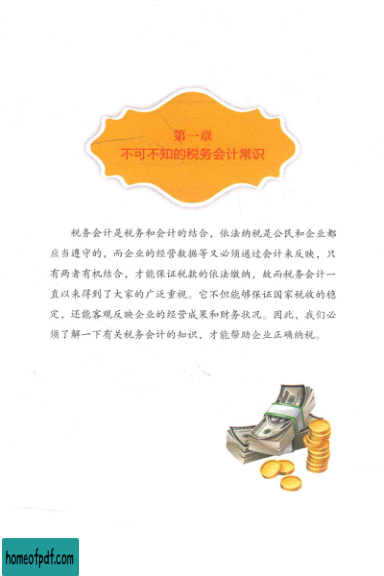 第一章
不可不知的税务会计常识
税务会计是税务和会计的结合，依法纳税是公民和企业都
应当遵守的，而企业的经营数据等又必须通过会计来反映，只
有两者有机结合，才能保证税款的依法缴纳，故而税务会计一
直以来得到了大家的广泛重视。它不但能够保证国家税收的稳
定，还能客观反映企业的经营成果和财务状况。因此，我们必
须了解一下有关税务会计的知识，才能帮助企业正确纳税。
homeofpdf.com